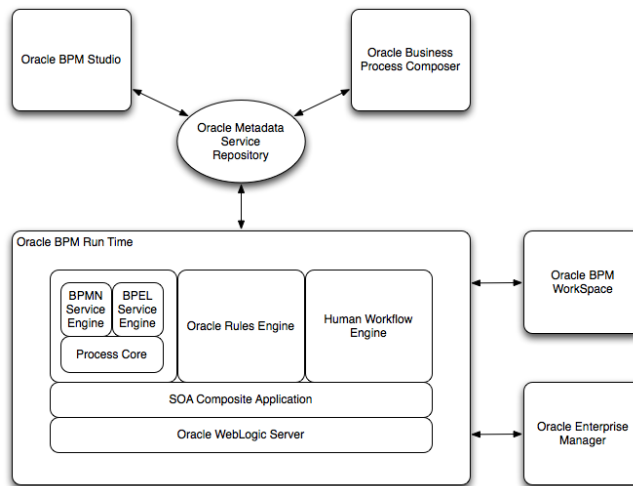 Oracle BPM Studio
Oracle Business
Process Composer
Oracle Metadata
Service
Repository
Oracle BPM Run Time
BPMN
Service
Engine
BPEL
Service
Engine
Process Core
Oracle Rules Engine
Human Workflow
Engine
SOA Composite Application
Oracle WebLogic Server
Oracle BPM
WorkSpace
Oracle Enterprise
Manager